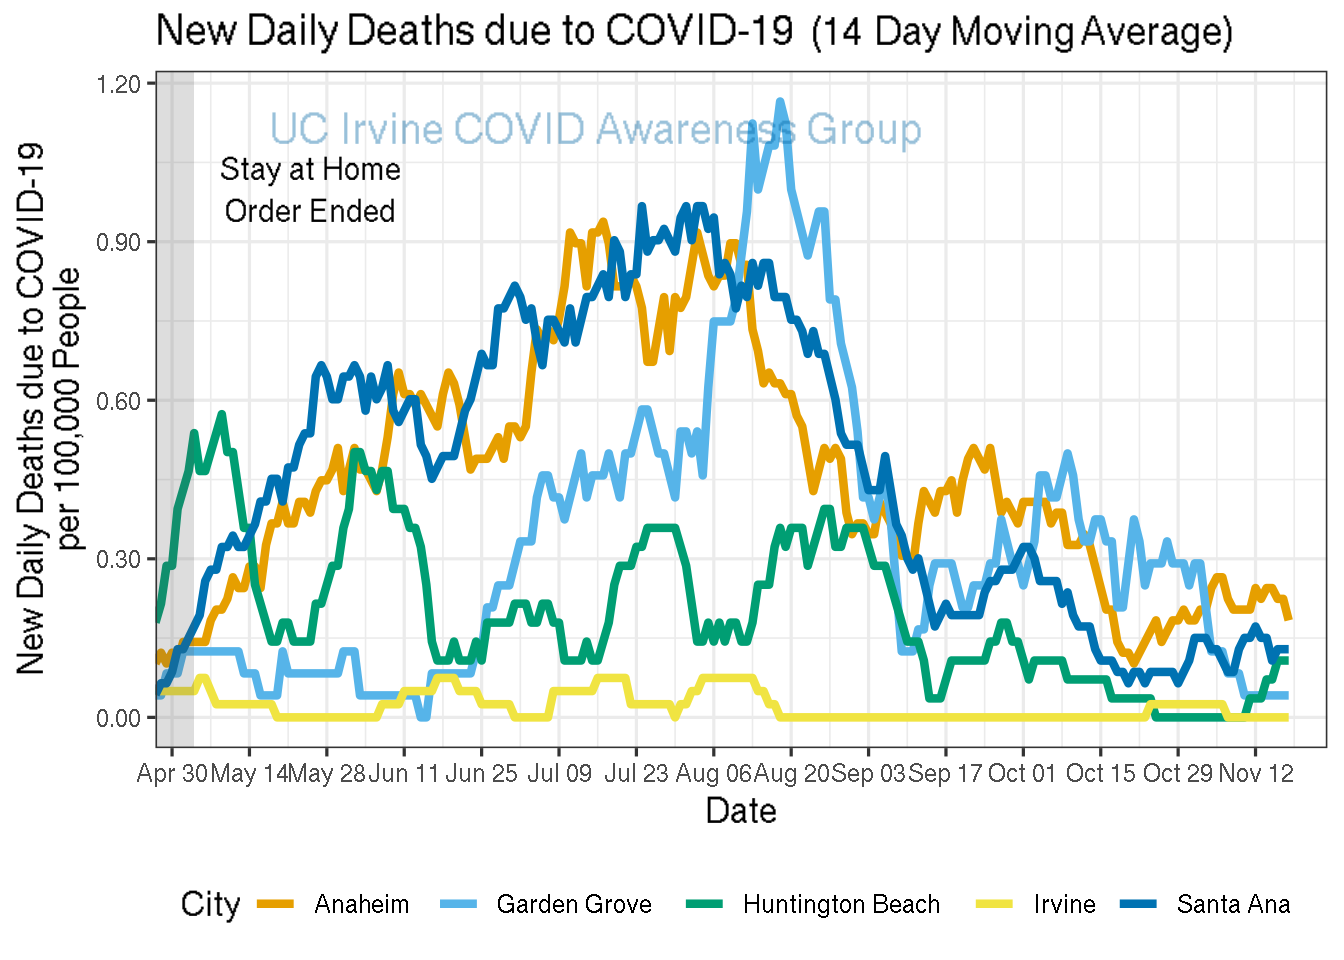 New Daily Deaths due to COVID-19 (14 Day Moving Average)
UC Irvine COVID Awareness Group
Stay at Home
Order Ended
New Daily Deaths due to COVID-19
per 100,000 People
1.20
0.90
0.60
0.30
0.00
Apr 30 May 14 May 28 Jun 11 Jun 25 Jul 09 Jul 23 Aug 06 Aug 20 Sep 03 Sep 17 Oct 01 Oct 15 Oct 29 Nov 12
Date
City Anaheim Garden Grove Huntington Beach Irvine Santa Ana